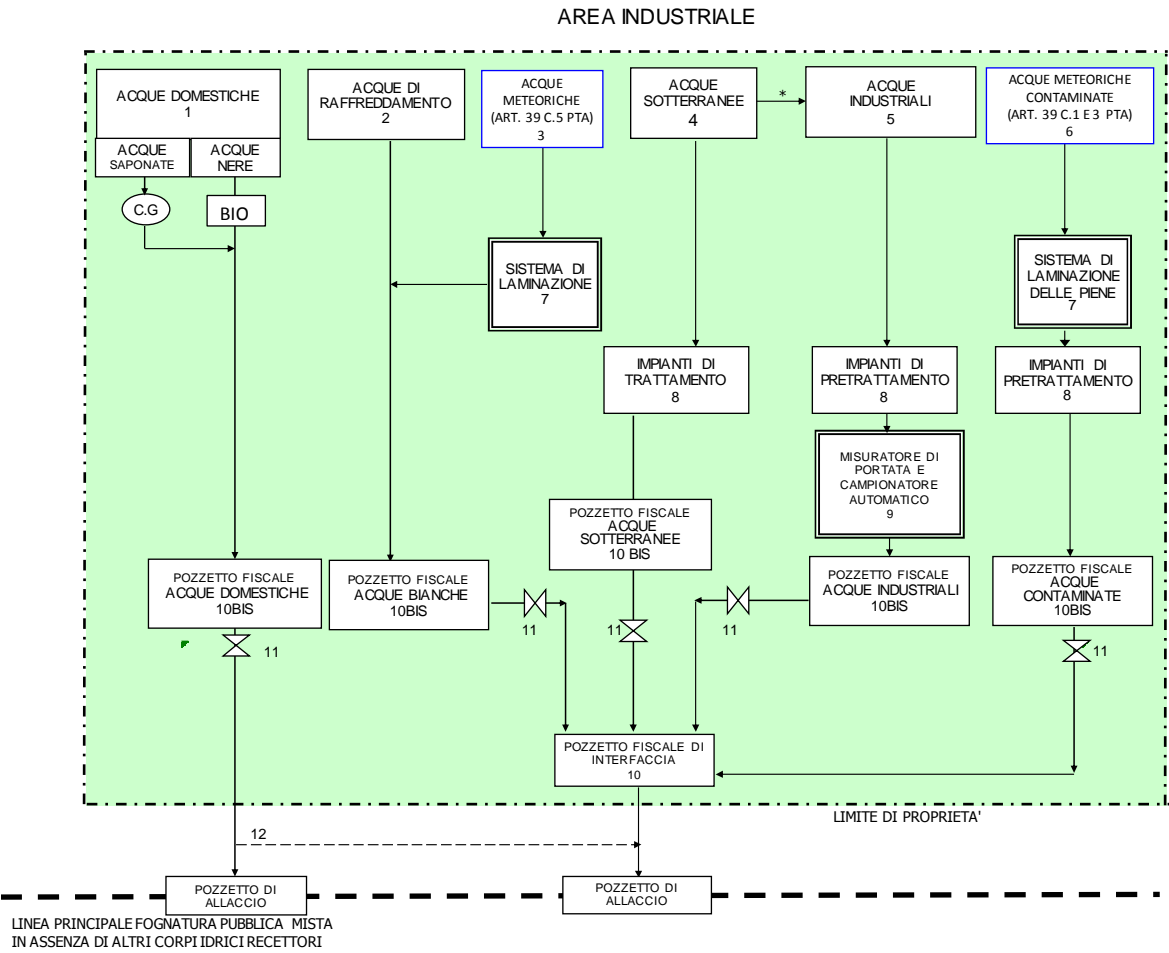 AREA INDUSTRIALE
ACQUE DOMESTICHE
1
ACQUE
SAPONATE
ACQUE
NERE
C.G
BIO
ACQUE DI
RAFFREDDAMENTO
2
ACQUE
METEORICHE
(ART. 39 C.5 PTA)
3
ACQUE
SOTTERRANEE
4
*
ACQUE
INDUSTRIALI
5
ACQUE METEORICHE
CONTAMINATE
(ART. 39 C.1 E 3 PTA)
6
SISTEMA DI
LAMINAZIONE
7
SISTEMA DI
LAMINAZIONE
DELLE PIENE
7
IMPIANTI DI
TRATTAMENTO
8
IMPIANTI DI
PRETRATTAMENTO
8
IMPIANTI DI
PRETRATTAMENTO
8
MISURATORE DI
PORTATA E
CAMPIONATORE
AUTOMATICO
9
POZZETTO FISCALE
ACQUE DOMESTICHE
10BIS
POZZETTO FISCALE
ACQUE BIANCHE
10BIS
POZZETTO FISCALE
ACQUE
SOTTERRANEE
10 BIS
POZZETTO FISCALE
ACQUE INDUSTRIALI
10BIS
POZZETTO FISCALE
ACQUE
CONTAMINATE
10BIS
11
11
11
11
11
POZZETTO FISCALE DI
INTERFACCIA
10
LIMITE DI PROPRIETA'
12
POZZETTO DI
ALLACCIO
POZZETTO DI
ALLACCIO
LINEA PRINCIPALE FOGNATURA PUBBLICA MISTA
IN ASSENZA DI ALTRI CORPI IDRICI RECETTORI